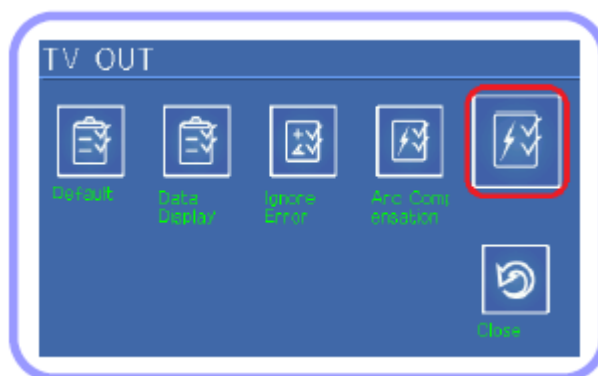 TV OUT
Default
Data
Display
Ignore
Error
Arc Comp
ensation
Close